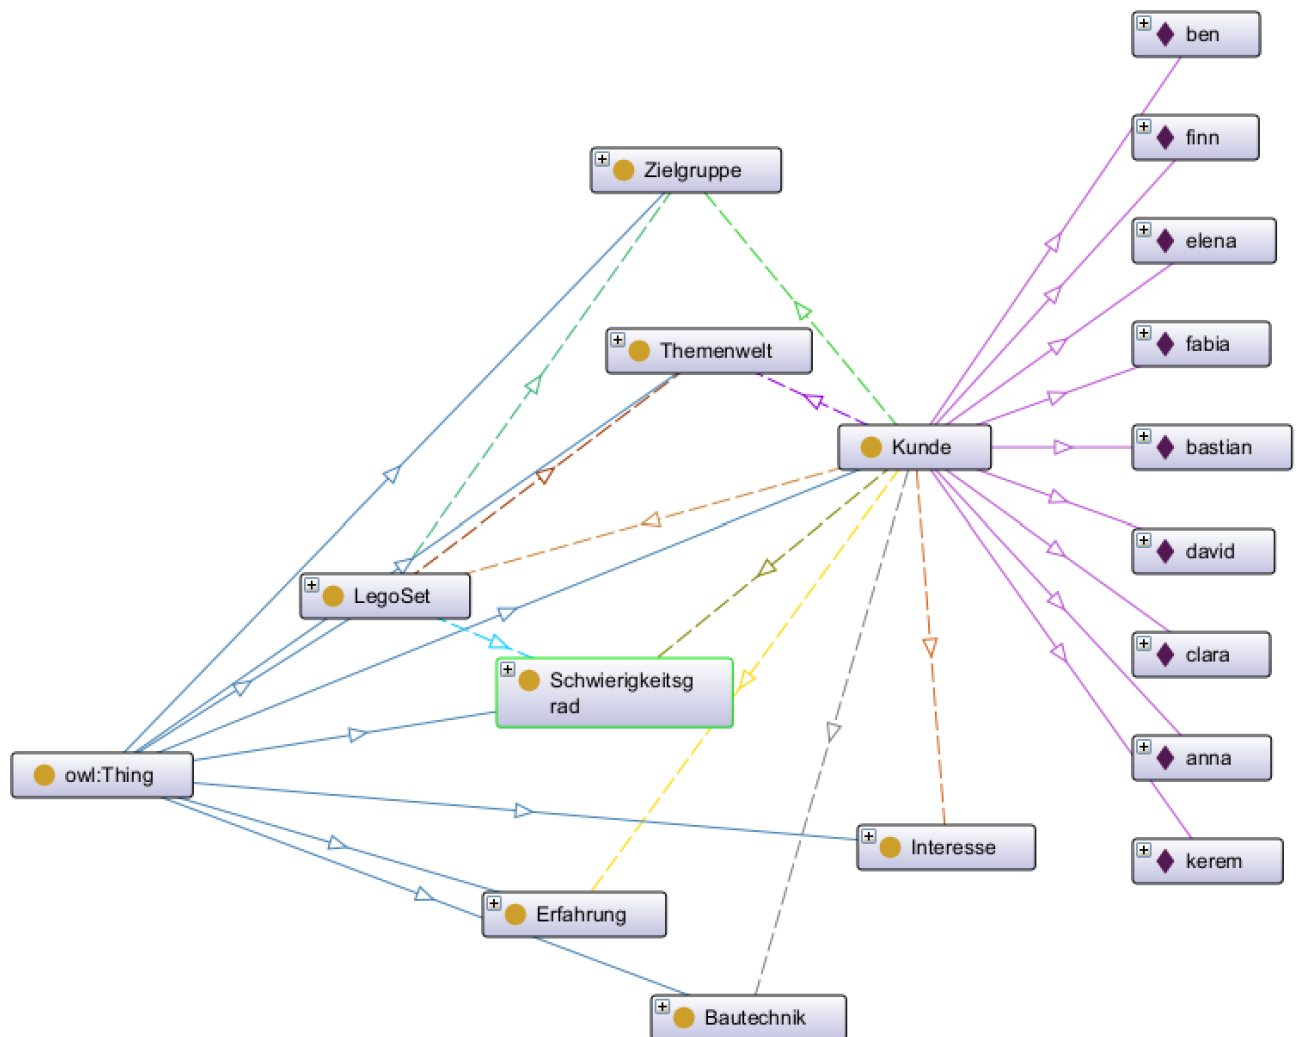 ben
finn
Zielgruppe
elena
Themenwelt
fabia
Kunde
bastian
david
LegoSet
clara
Schwierigkeitsg
rad
anna
owl:Thing
Interesse
kerem
Erfahrung
Bautechnik